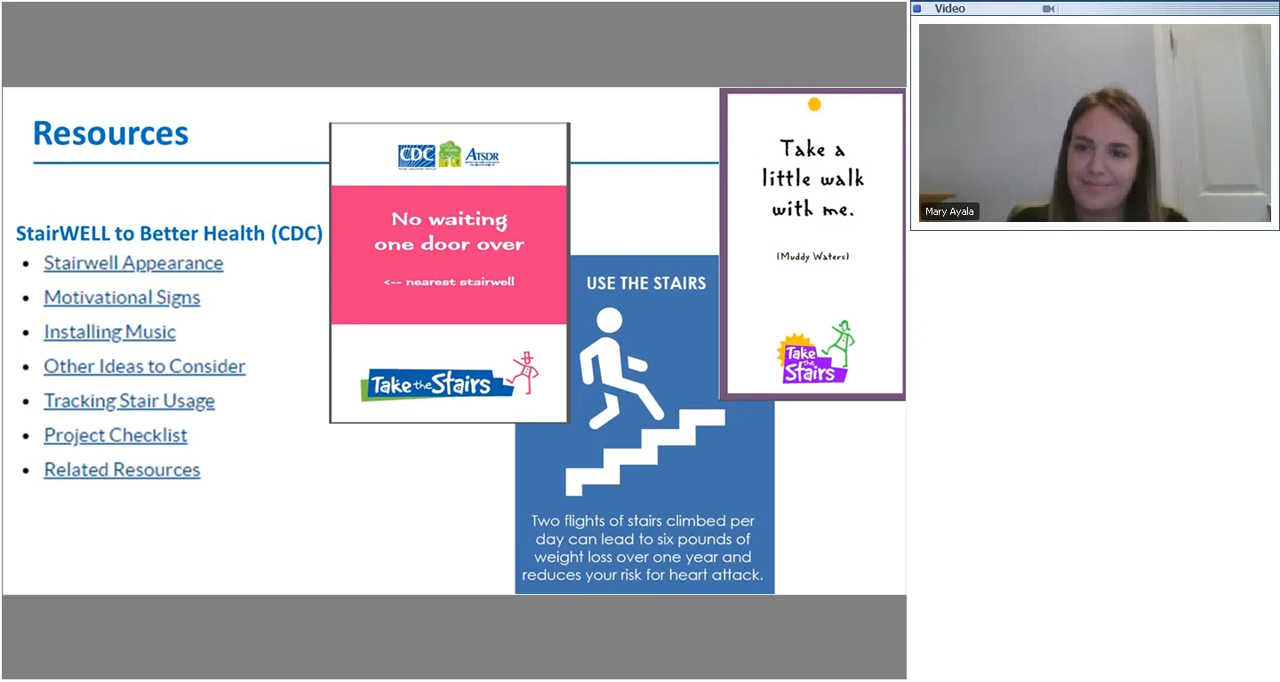 Video
Mary Ayala
Resources
StairWELL to Better Health (CDC)
Stairwell Appearance
Motivational Signs
Installing Music
Other Ideas to Consider
Tracking Stair Usage
Project Checklist
Related Resources
CDC
ATSDR
No waiting
one door over
<-- nearest stairwell
Take the Stairs
USE THE STAIRS
Two flights of stairs climbed per
day can lead to six pounds of
weight loss over one year and
reduces your risk for heart attack.
Take a
little walk
with me.
(Muddy Waters)
Take
the
Stairs